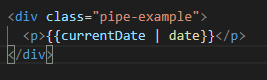 <div class="pipe-example">
  <p>{{currentDate | date}}</p>
</div>